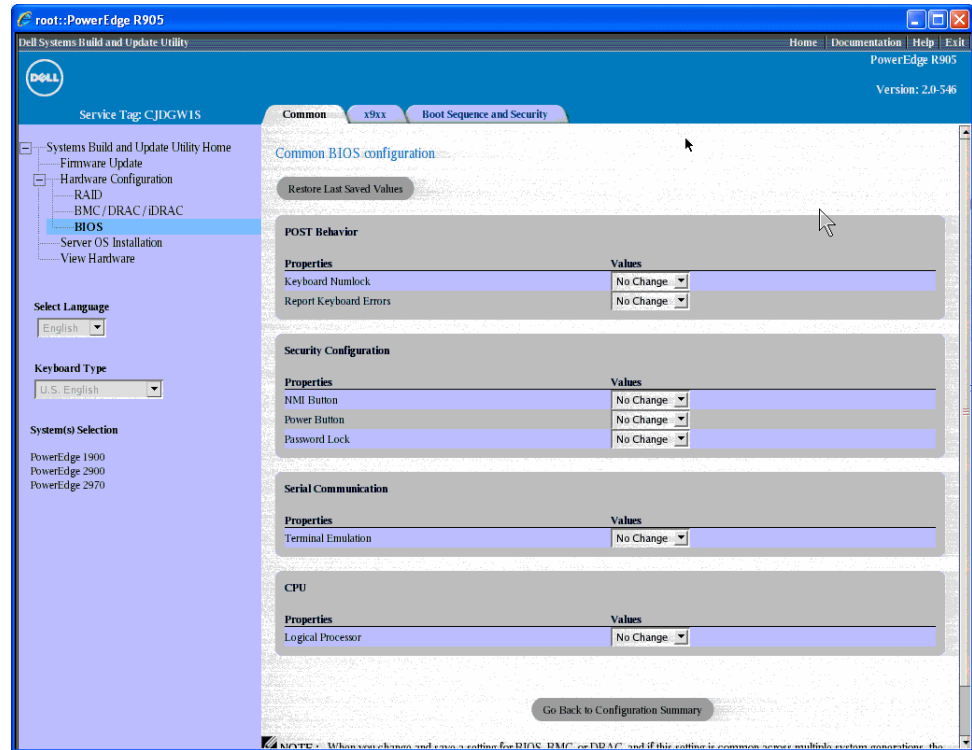 root::PowerEdge R905
Dell Systems Build and Update Utility
Home Documentation Help Exit
DELL
PowerEdge R905
Version: 2.0-546
Service Tag: CJDGW1S
Common x9xx Boot Sequence and Security
Systems Build and Update Utility Home
Firmware Update
Hardware Configuration
RAID
BMC / DRAC / iDRAC
BIOS
Server OS Installation
View Hardware
Select Language
English
Keyboard Type
U.S. English
System(s) Selection
PowerEdge 1900
PowerEdge 2900
PowerEdge 2970
Common BIOS configuration
Restore Last Saved Values
POST Behavior
Properties Values
Keyboard Numlock No Change
Report Keyboard Errors No Change
Security Configuration
Properties Values
NMI Button No Change
Power Button No Change
Password Lock No Change
Serial Communication
Properties Values
Terminal Emulation No Change
CPU
Properties Values
Logical Processor No Change
Go Back to Configuration Summary
NOTE : When you change and save a setting for BIOS, BMC, or DRAC, and if this setting is common across multiple system generations, the